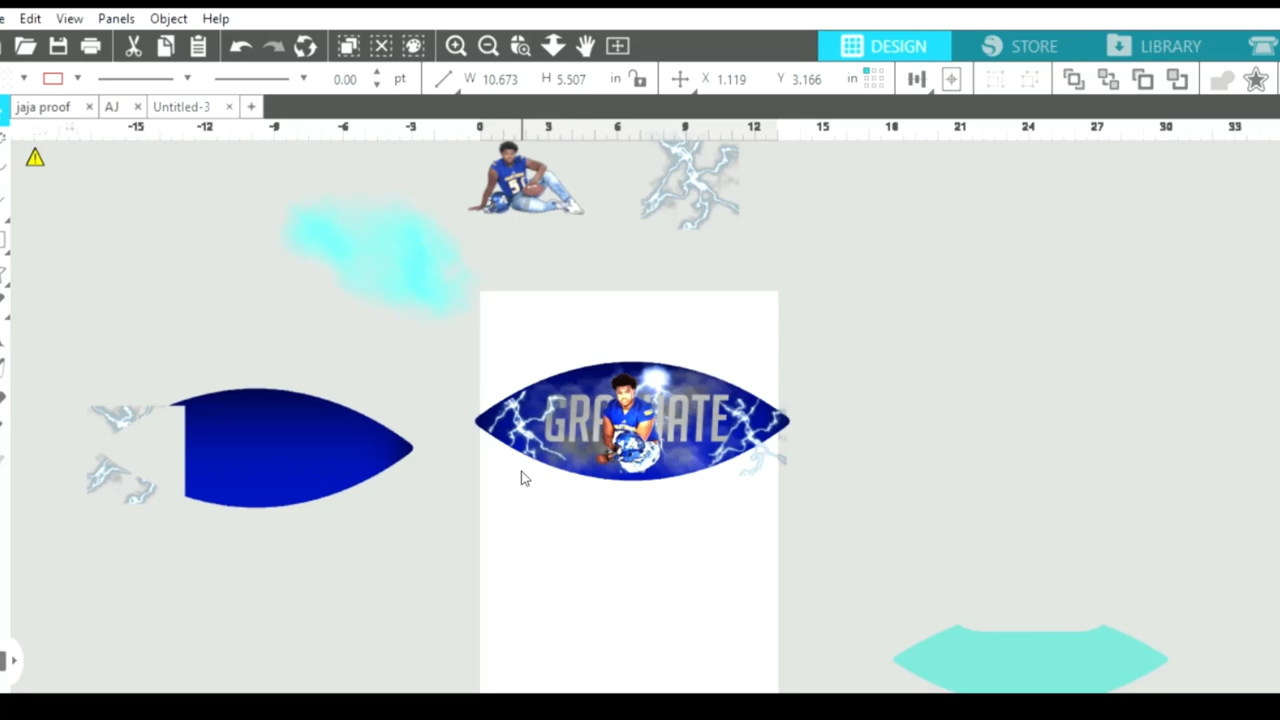 Edit View Panels Object Help
DESIGN STORE LIBRARY
0.00 pt W 10.673 H 5.507 in X 1.119 Y 3.166 in
jaja proof AJ Untitled-3
-15 -12 -9 -6 -3 0 3 6 9 12 15 18 21 24 27 30 33